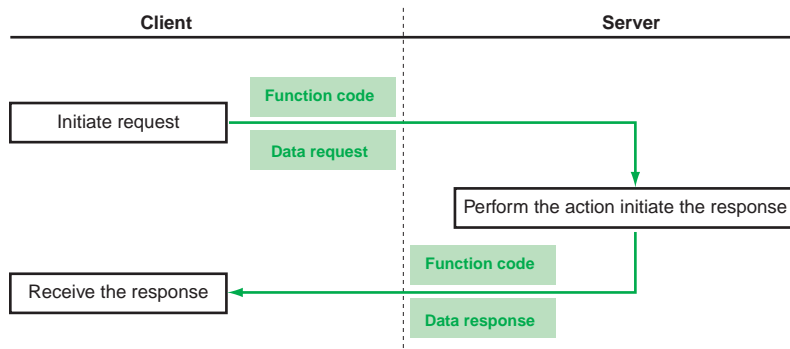 Client
Server
Function code
Initiate request
Data request
Perform the action initiate the response
Function code
Receive the response
Data response